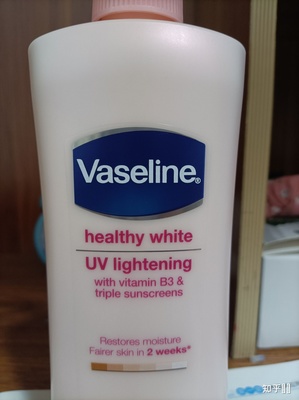 Vaseline®
healthy white
UV lightening
with vitamin B3 &
triple sunscreens
Restores moisture
Fairer skin in 2 weeks*
知乎